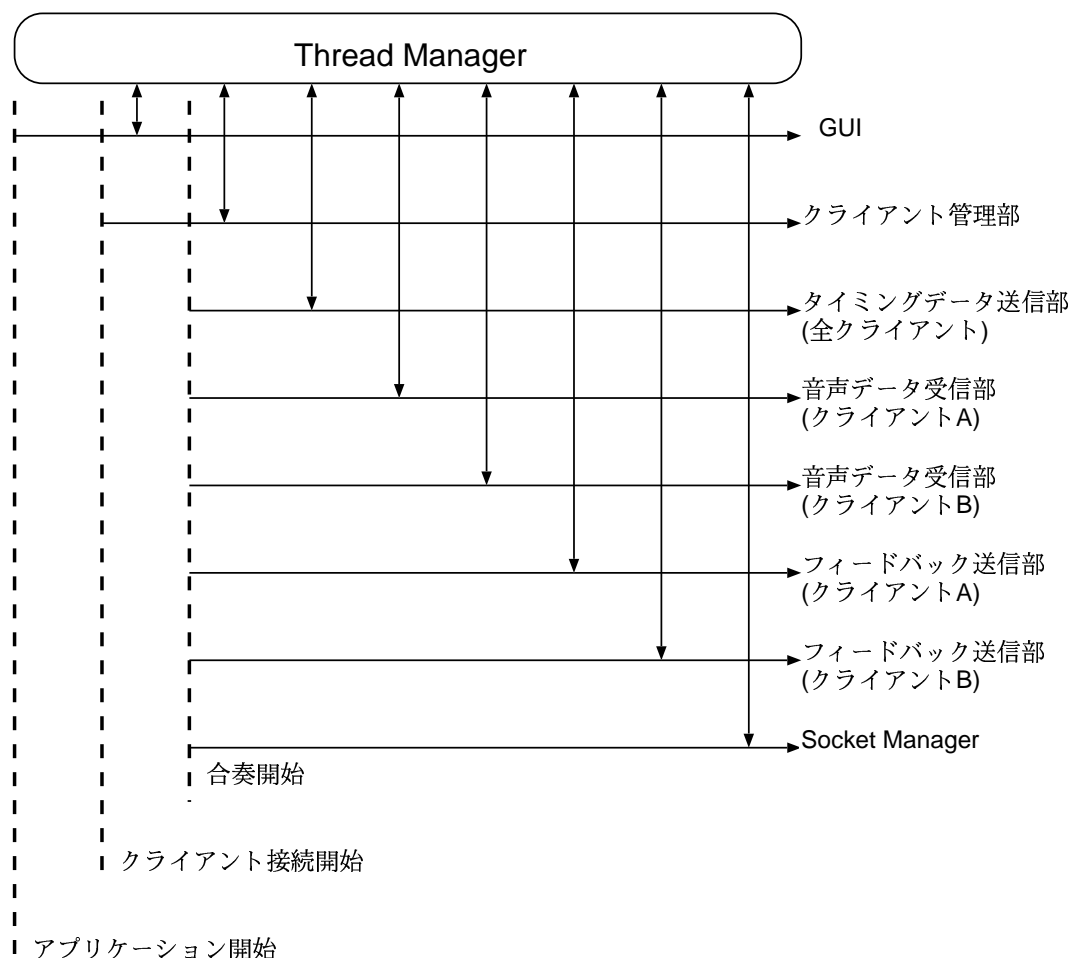 Thread Manager
GUI
クライアント管理部
タイミングデータ送信部
(全クライアント)
音声データ受信部
(クライアントA)
音声データ受信部
(クライアントB)
フィードバック送信部
(クライアントA)
フィードバック送信部
(クライアントB)
Socket Manager
合奏開始
クライアント接続開始
アプリケーション開始